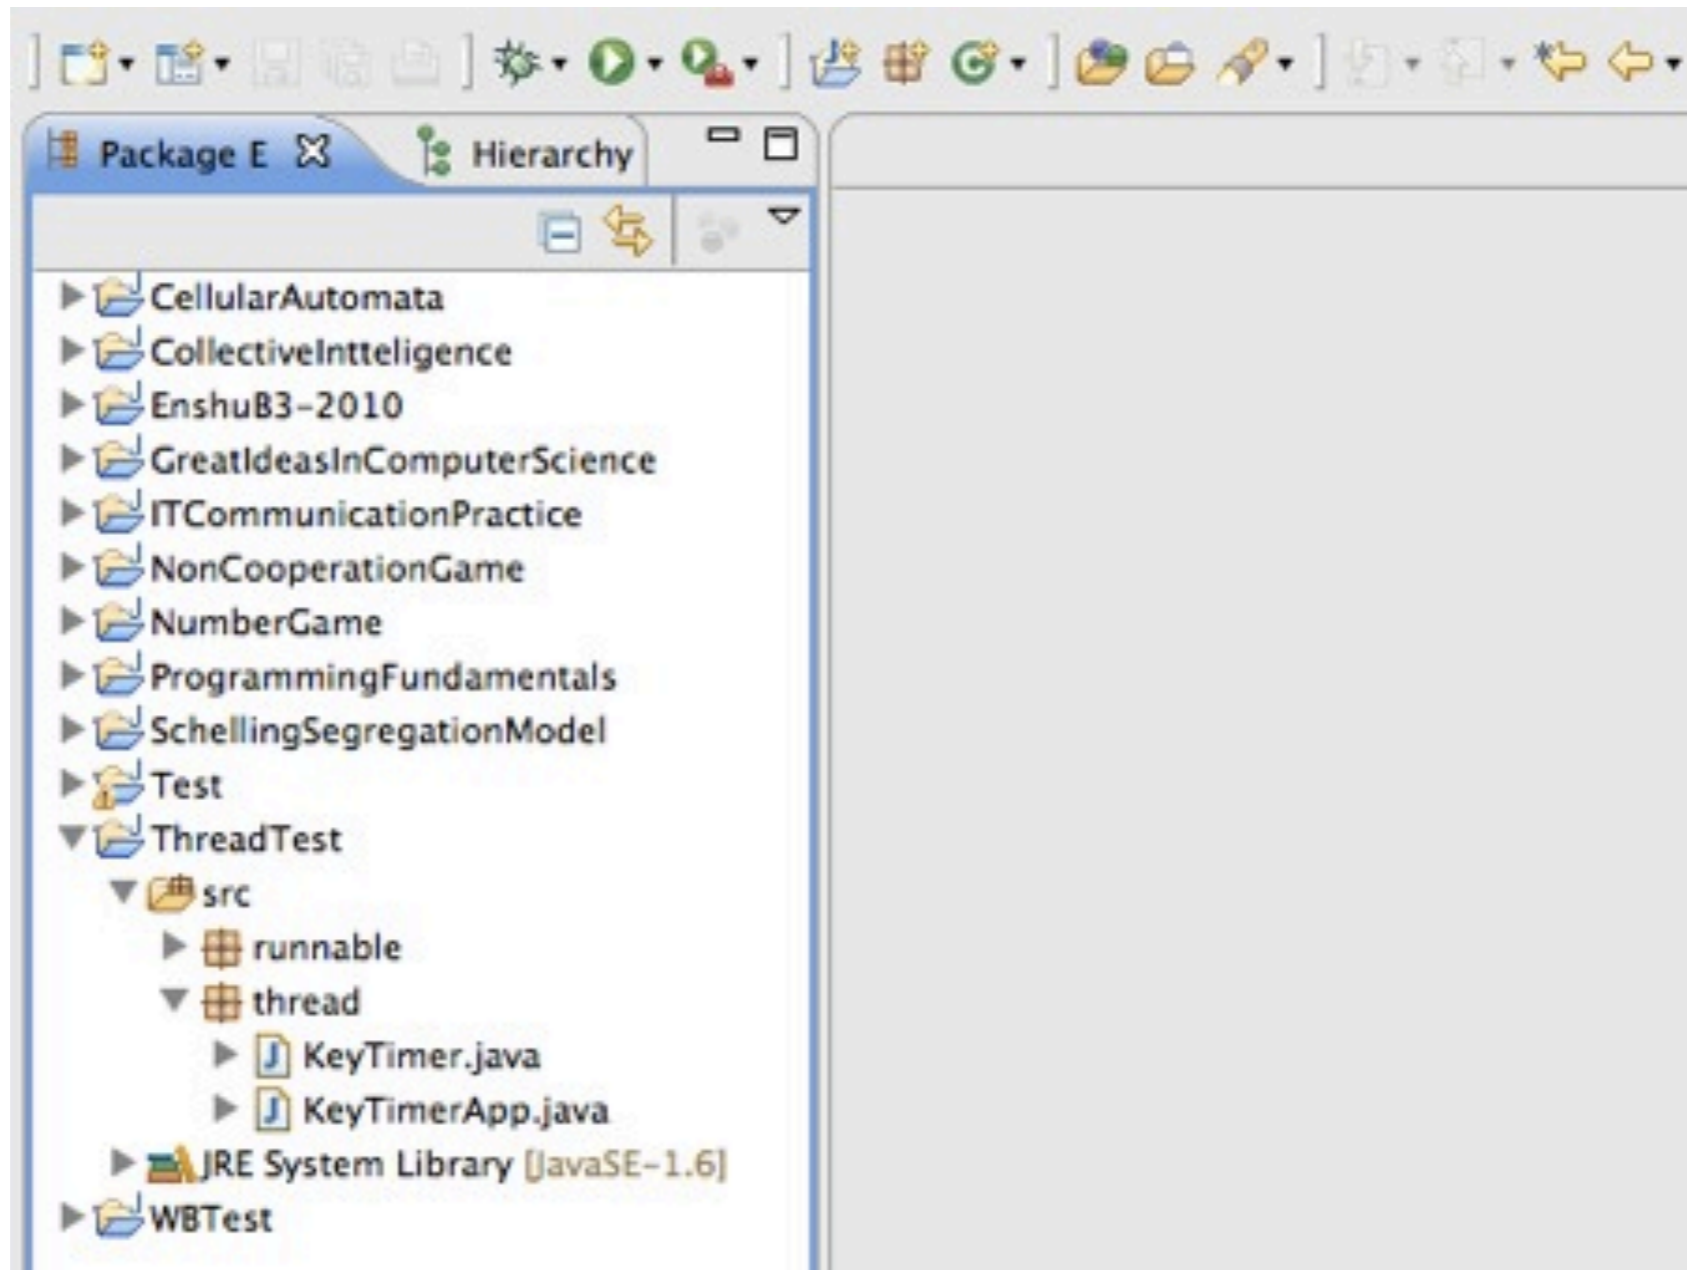 Package E Hierarchy
CellularAutomata
CollectiveIntteligence
EnshuB3-2010
GreatIdeasInComputerScience
ITCommunicationPractice
NonCooperationGame
NumberGame
ProgrammingFundamentals
SchellingSegregationModel
Test
ThreadTest
src
runnable
thread
KeyTimer.java
KeyTimerApp.java
JRE System Library [JavaSE-1.6]
WBTest